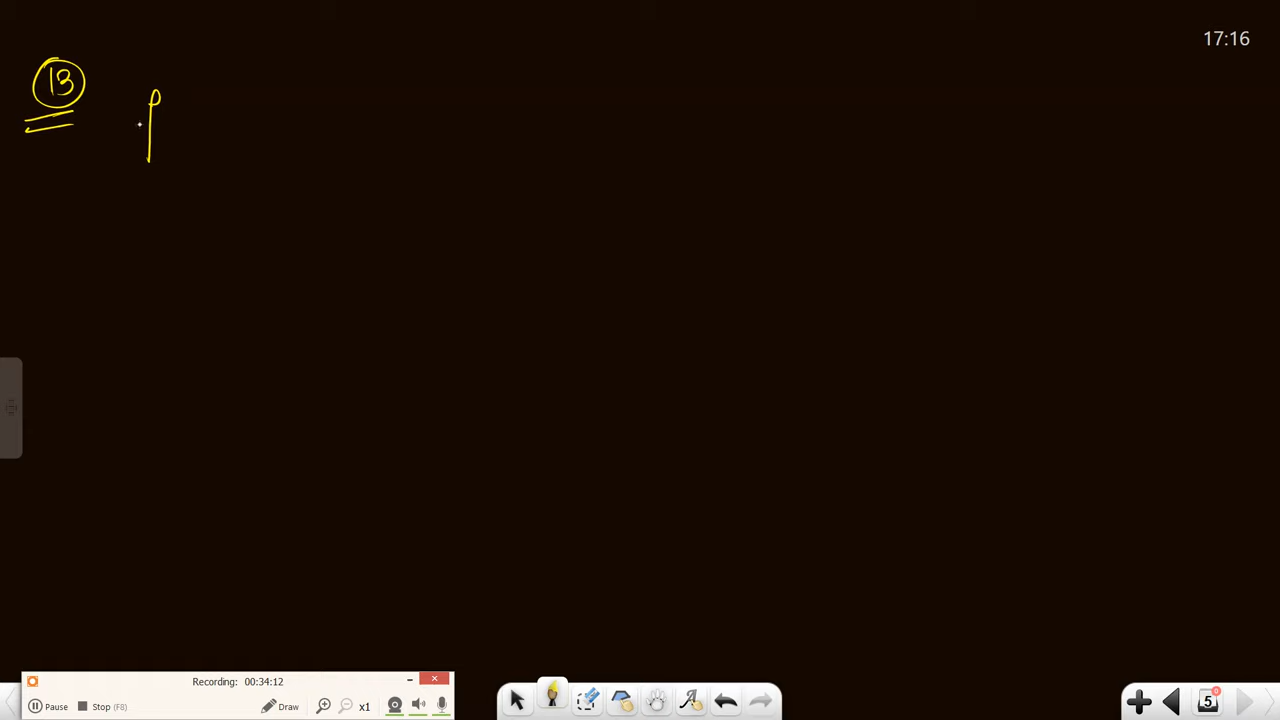 17:16
13
P
Recording: 00:34:12
Pause Stop (F8) Draw x1
5